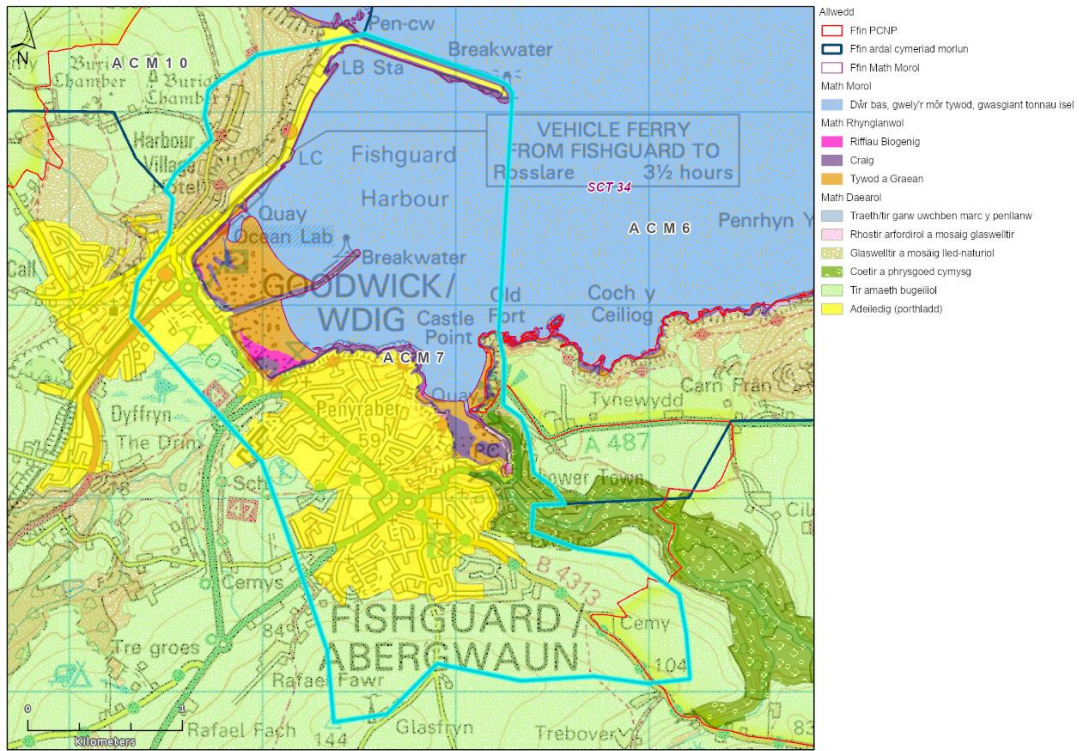 Pen-cw
Breakwater
Burial
Chamber
A C M 1 0
Burial
Chamber
LB Sta
VEHICLE FERRY
FROM FISHGUARD TO
Rosslare 3½ hours
Harbour
Village
Hotel
LC
Fishguard
Harbour
SCT 34
A C M 6
Penrhyn Y
Quay
Ocean Lab
Breakwater
Call
GOODWICK/
WDIG
Castle
Point
Old
Fort
Coch y
Ceiliog
A C M 7
Quay
Carn Fran
Tynewydd
A 487
Dyffryn
The Drim
Penyraber
69
PC
Lower Town
Sch
Cemys
B 4313
FISHGUARD /
ABERGWAUN
Cemy
84
104
Tre groes
Rafael Fawr
Rafael Fach
144
Glasfryn
Trebover
83
N
0 1
Kilometers
Allwedd
Ffin PCNP
Ffin ardal cymeriad morlun
Ffin Math Morol
Math Morol
Dŵr bas, gwely'r môr tywod, gwasgiant tonnau isel
Math Rhynglanwol
Riffiau Biogenig
Craig
Tywod a Graean
Math Daearol
Traeth/tir garw uwchben marc y penllanw
Rhostir arfordirol a mosaig glaswelltir
Glaswelltir a mosäig lled-naturiol
Coetir a phrysgoed cymysg
Tir amaeth bugeiliol
Adeiledig (porthladd)